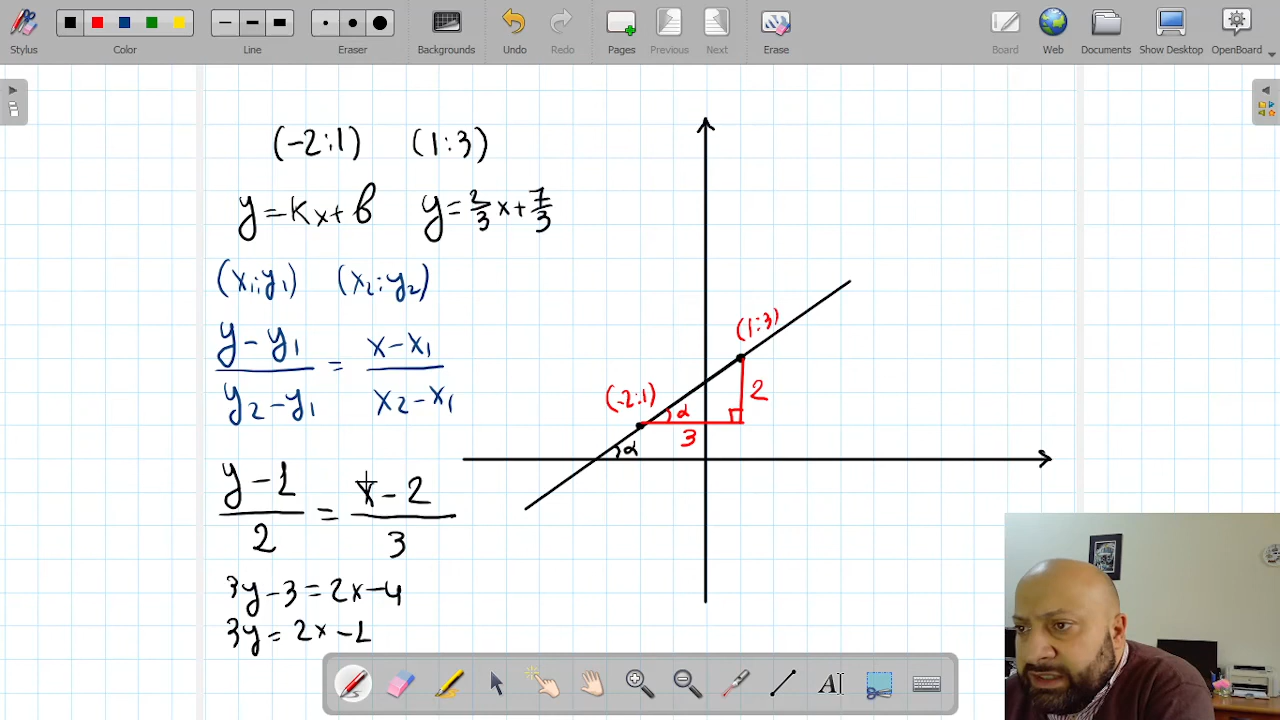 Stylus Color Line Eraser Backgrounds Undo Redo Pages Previous Next Erase Board Web Documents Show Desktop OpenBoard
(-2;1) (1;3)
y=kx+b y=2/3x+7/3
(x₁;y₁) (x₂;y₂)
(y-y₁)/(y₂-y₁) = (x-x₁)/(x₂-x₁)
(y-1)/2 = (x-2)/3
3y-3=2x-4
3y=2x-1
(1;3)
(-2;1)
α
2
3
α
AI